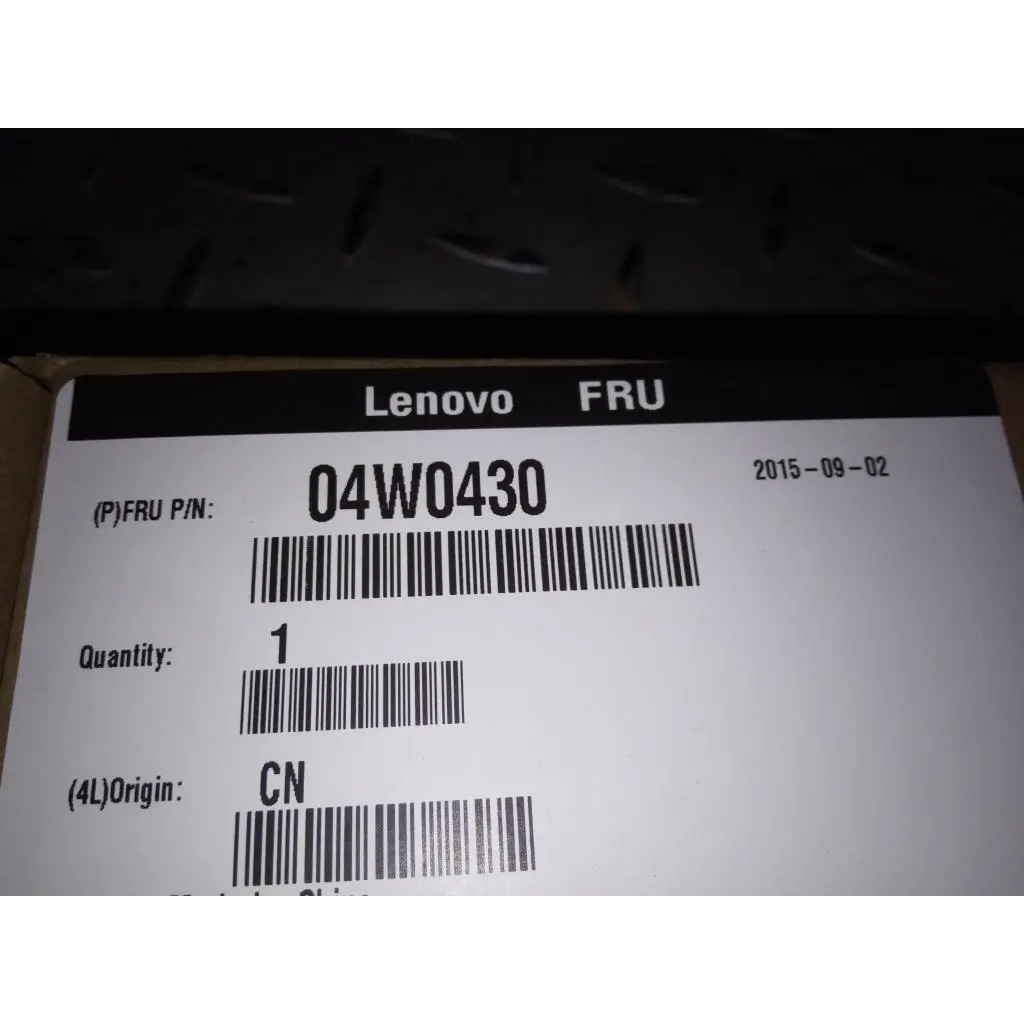 Lenovo FRU
(P)FRU P/N: 04W0430 2015-09-02
Quantity: 1
(4L)Origin: CN